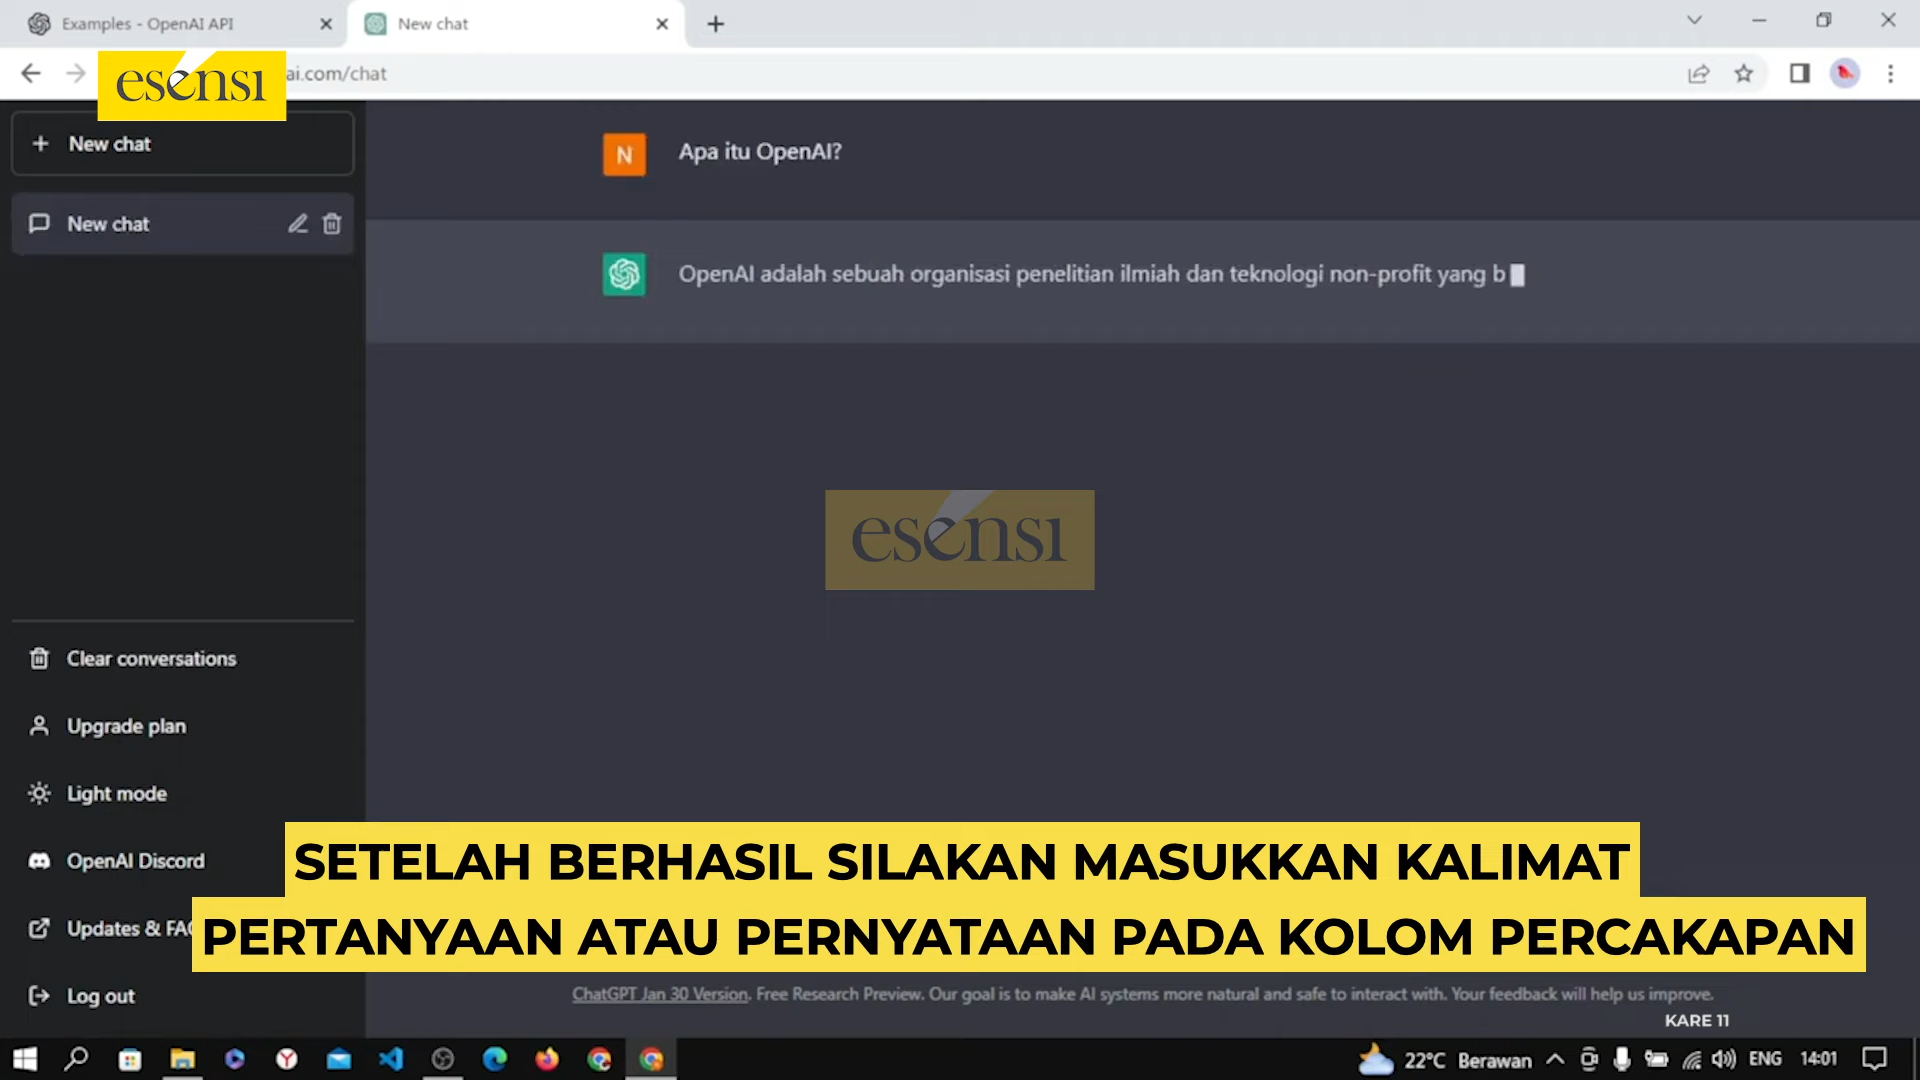 Examples - OpenAI API
New chat
esensi
ai.com/chat
New chat
New chat
N
Apa itu OpenAI?
OpenAI adalah sebuah organisasi penelitian ilmiah dan teknologi non-profit yang b
esensi
Clear conversations
Upgrade plan
Light mode
OpenAI Discord
Updates & FAQ
Log out
SETELAH BERHASIL SILAKAN MASUKKAN KALIMAT
PERTANYAAN ATAU PERNYATAAN PADA KOLOM PERCAKAPAN
ChatGPT Jan 30 Version. Free Research Preview. Our goal is to make AI systems more natural and safe to interact with. Your feedback will help us improve.
KARE 11
22°C Berawan
ENG
14:01